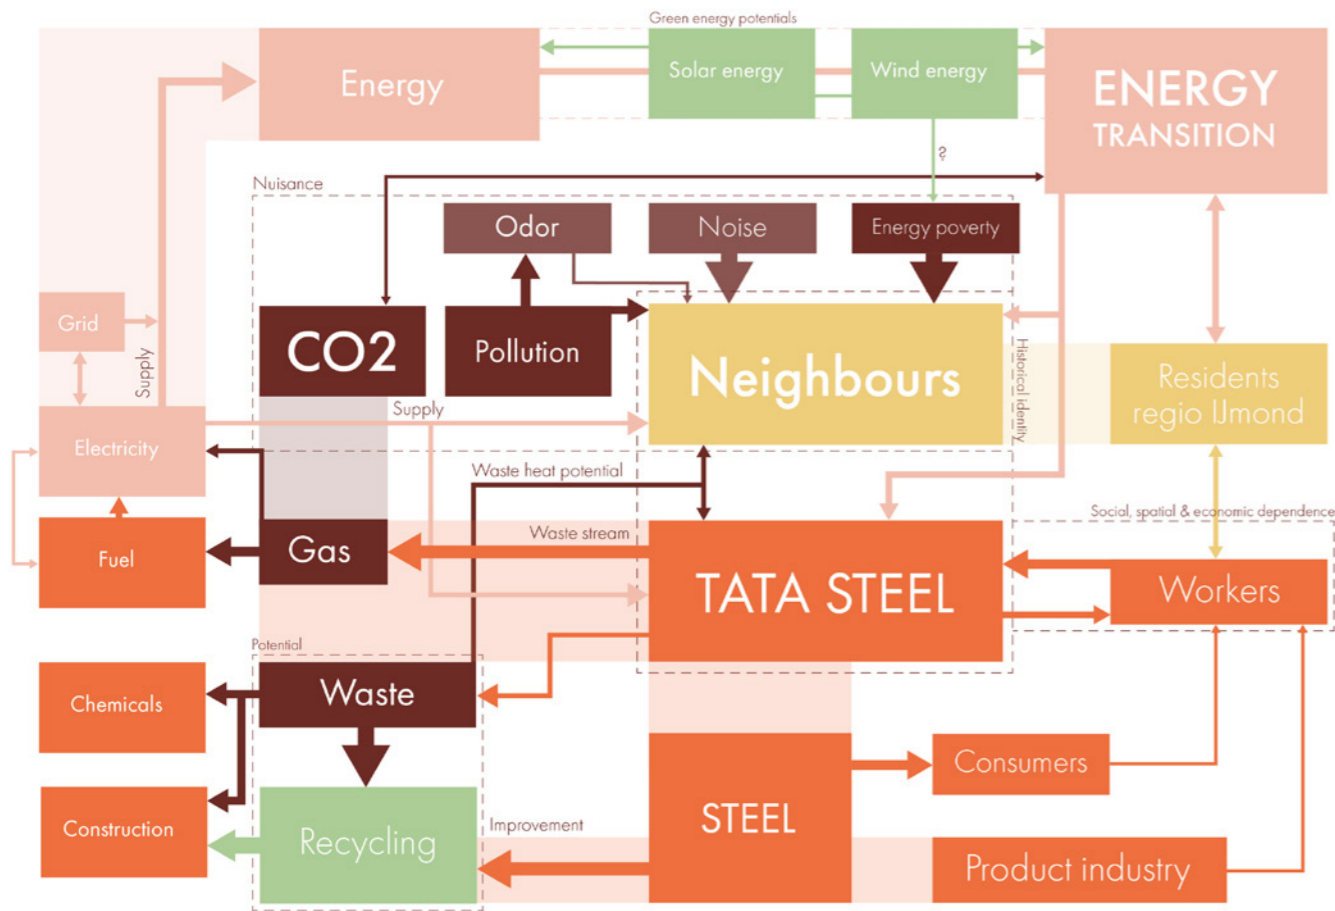 Green energy potentials
Energy
Solar energy
Wind energy
ENERGY
TRANSITION
?
Nuisance
Odor
Noise
Energy poverty
Grid
Supply
CO2
Pollution
Neighbours
Historical identity
Residents
regio IJmond
Supply
Electricity
Waste heat potential
Social, spatial & economic dependence
Fuel
Gas
Waste stream
TATA STEEL
Workers
Potential
Chemicals
Waste
Consumers
Construction
Recycling
Improvement
STEEL
Product industry